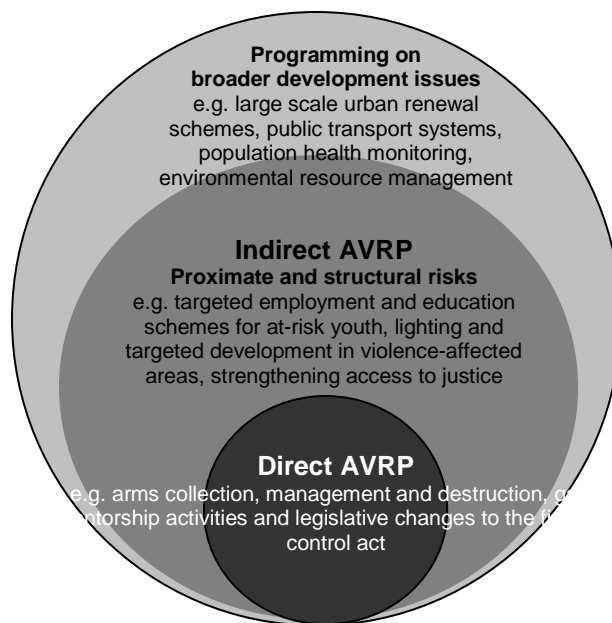 Programming on
broader development issues
e.g. large scale urban renewal
schemes, public transport systems,
population health monitoring,
environmental resource management
Indirect AVRP
Proximate and structural risks
e.g. targeted employment and education
schemes for at-risk youth, lighting and
targeted development in violence-affected
areas, strengthening access to justice
Direct AVRP
e.g. arms collection, management and destruction,
activities and legislative changes to the
control act